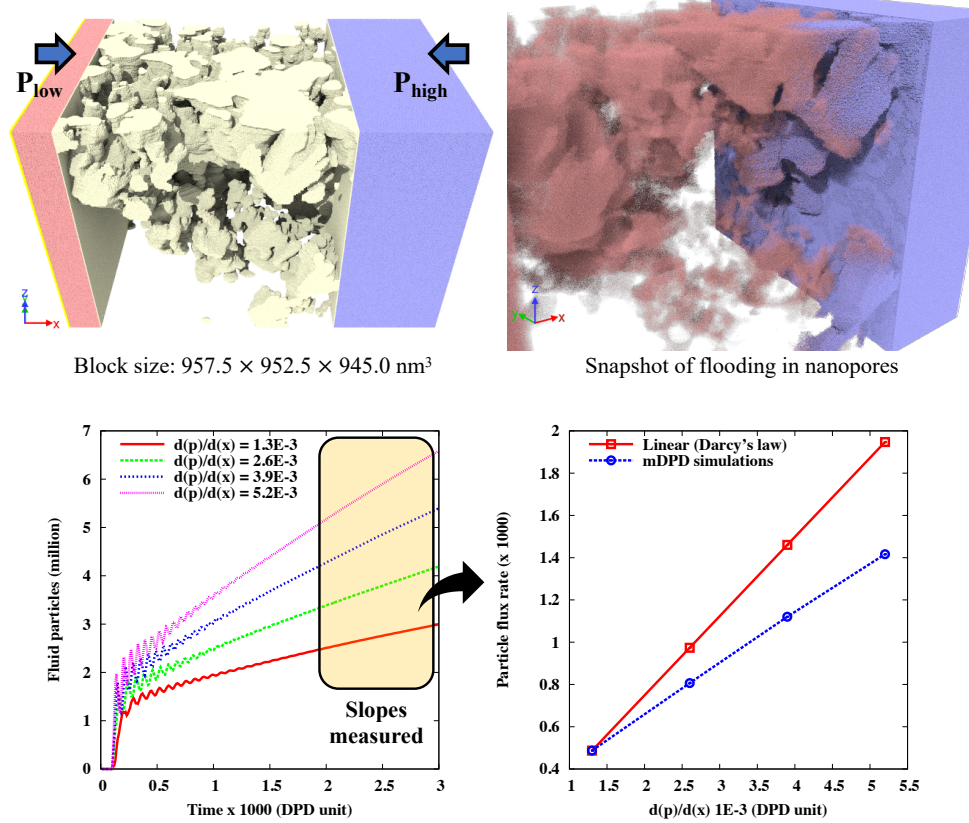 P_low
P_high
z
x
z
y
x
Block size: 957.5 × 952.5 × 945.0 nm³
Snapshot of flooding in nanopores
7
6
5
4
3
2
1
0
Fluid particles (million)
d(p)/d(x) = 1.3E-3
d(p)/d(x) = 2.6E-3
d(p)/d(x) = 3.9E-3
d(p)/d(x) = 5.2E-3
Slopes
measured
0 0.5 1 1.5 2 2.5 3
Time x 1000 (DPD unit)
2
1.8
1.6
1.4
1.2
1
0.8
0.6
0.4
Particle flux rate (x 1000)
Linear (Darcy's law)
mDPD simulations
1 1.5 2 2.5 3 3.5 4 4.5 5 5.5
d(p)/d(x) 1E-3 (DPD unit)